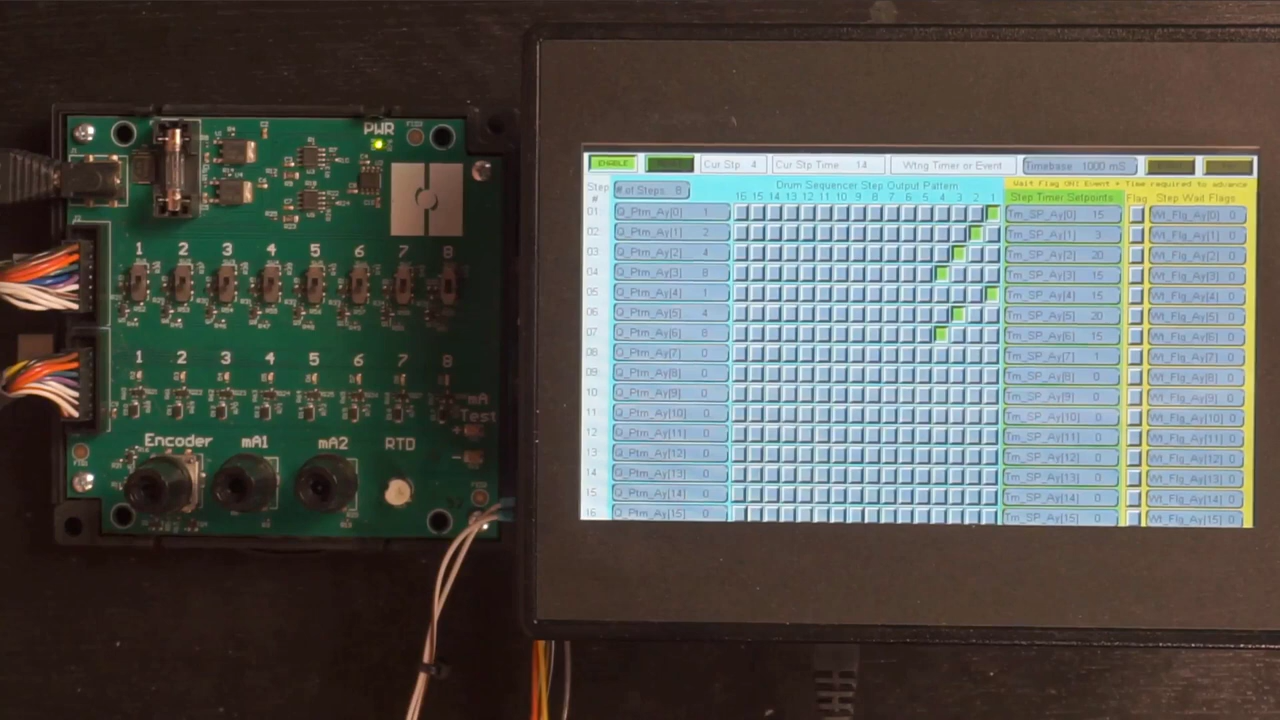 PWR
1 2 3 4 5 6 7 8
1 2 3 4 5 6 7 8
mA
Test
+
-
Encoder mA1 mA2 RTD
ENABLE Cur Stp 4 Cur Stp Time 14 Wtng Timer or Event Timebase 1000 mS
Step # of Steps 8 Drum Sequencer Step Output Pattern Wait Flag ON: Event + Time required to advance
# 16 15 14 13 12 11 10 9 8 7 6 5 4 3 2 1 Step Timer Setpoints Flag Step Wait Flags
01 Q_Ptrn_Ay[0] 1 Tm_SP_Ay[0] 15 Wt_Flg_Ay[0] 0
02 Q_Ptrn_Ay[1] 2 Tm_SP_Ay[1] 3 Wt_Flg_Ay[1] 0
03 Q_Ptrn_Ay[2] 4 Tm_SP_Ay[2] 20 Wt_Flg_Ay[2] 0
04 Q_Ptrn_Ay[3] 8 Tm_SP_Ay[3] 15 Wt_Flg_Ay[3] 0
05 Q_Ptrn_Ay[4] 1 Tm_SP_Ay[4] 15 Wt_Flg_Ay[4] 0
06 Q_Ptrn_Ay[5] 4 Tm_SP_Ay[5] 20 Wt_Flg_Ay[5] 0
07 Q_Ptrn_Ay[6] 8 Tm_SP_Ay[6] 15 Wt_Flg_Ay[6] 0
08 Q_Ptrn_Ay[7] 0 Tm_SP_Ay[7] 1 Wt_Flg_Ay[7] 0
09 Q_Ptrn_Ay[8] 0 Tm_SP_Ay[8] 0 Wt_Flg_Ay[8] 0
10 Q_Ptrn_Ay[9] 0 Tm_SP_Ay[9] 0 Wt_Flg_Ay[9] 0
11 Q_Ptrn_Ay[10] 0 Tm_SP_Ay[10] 0 Wt_Flg_Ay[10] 0
12 Q_Ptrn_Ay[11] 0 Tm_SP_Ay[11] 0 Wt_Flg_Ay[11] 0
13 Q_Ptrn_Ay[12] 0 Tm_SP_Ay[12] 0 Wt_Flg_Ay[12] 0
14 Q_Ptrn_Ay[13] 0 Tm_SP_Ay[13] 0 Wt_Flg_Ay[13] 0
15 Q_Ptrn_Ay[14] 0 Tm_SP_Ay[14] 0 Wt_Flg_Ay[14] 0
16 Q_Ptrn_Ay[15] 0 Tm_SP_Ay[15] 0 Wt_Flg_Ay[15] 0